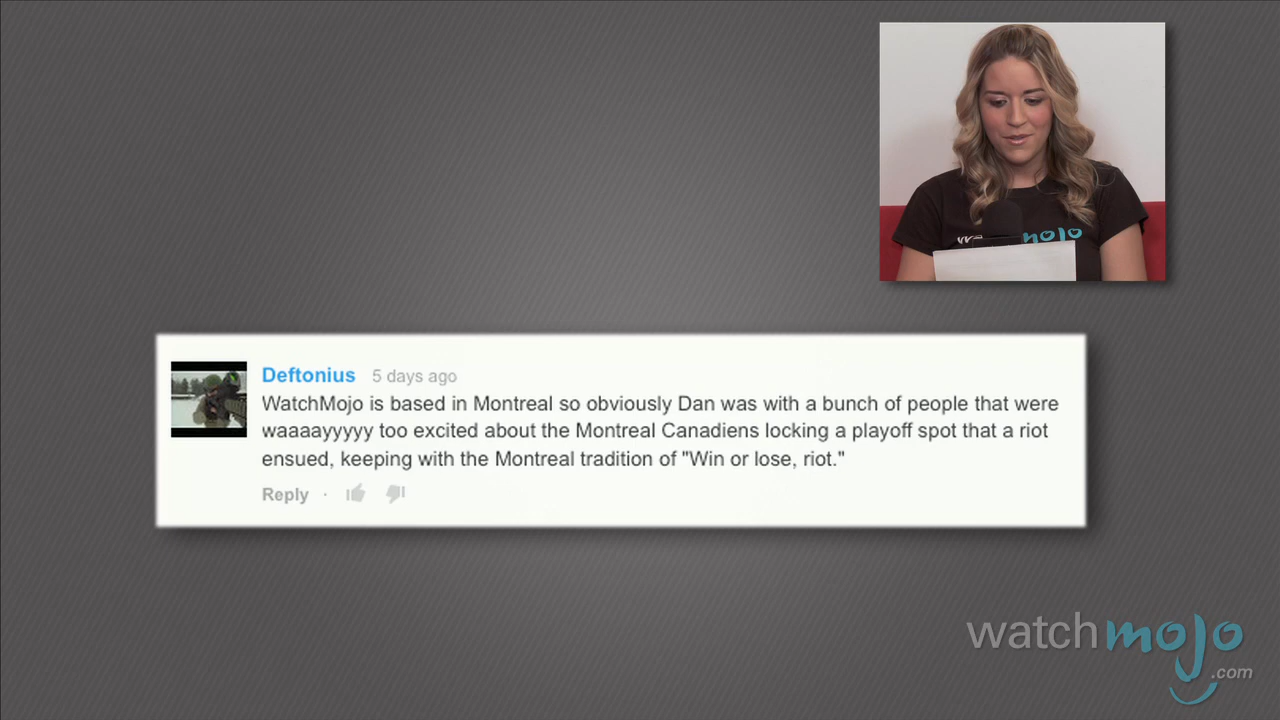 Deftonius 5 days ago
WatchMojo is based in Montreal so obviously Dan was with a bunch of people that were
waaaayyyyy too excited about the Montreal Canadiens locking a playoff spot that a riot
ensued, keeping with the Montreal tradition of "Win or lose, riot."
Reply ·
mojo
watchmojo
.com